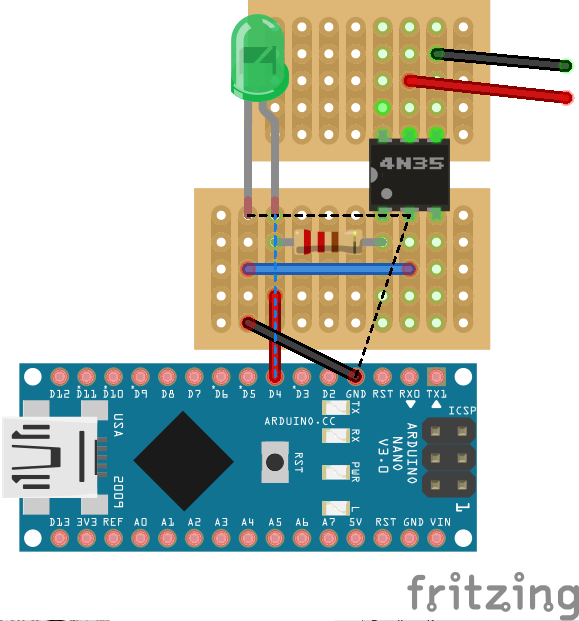 4N35
D12 D11 D10 D9 D8 D7 D6 D5 D4 D3 D2 GND RST RX0 TX1
TX
ICSP
ARDUINO.CC
USA
RX
ARDUINO
NANO
V3.0
RST
PWR
2009
L
1
D13 3V3 REF A0 A1 A2 A3 A4 A5 A6 A7 5V RST GND VIN
fritzing